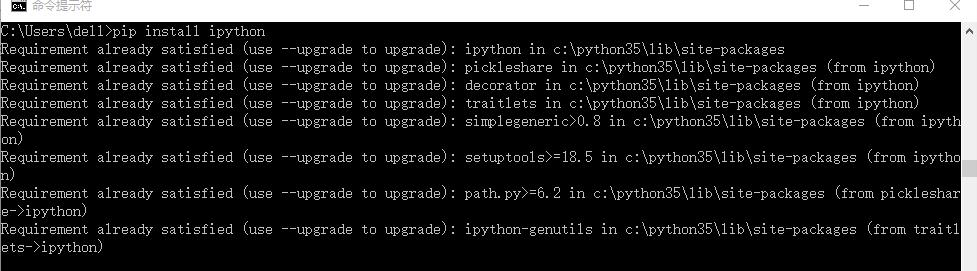 命令提示符
C:\Users\dell>pip install ipython
Requirement already satisfied (use --upgrade to upgrade): ipython in c:\python35\lib\site-packages
Requirement already satisfied (use --upgrade to upgrade): pickleshare in c:\python35\lib\site-packages (from ipython)
Requirement already satisfied (use --upgrade to upgrade): decorator in c:\python35\lib\site-packages (from ipython)
Requirement already satisfied (use --upgrade to upgrade): traitlets in c:\python35\lib\site-packages (from ipython)
Requirement already satisfied (use --upgrade to upgrade): simplegeneric>0.8 in c:\python35\lib\site-packages (from ipyth
on)
Requirement already satisfied (use --upgrade to upgrade): setuptools>=18.5 in c:\python35\lib\site-packages (from ipytho
n)
Requirement already satisfied (use --upgrade to upgrade): path.py>=6.2 in c:\python35\lib\site-packages (from pickleshar
e->ipython)
Requirement already satisfied (use --upgrade to upgrade): ipython-genutils in c:\python35\lib\site-packages (from traitl
ets->ipython)